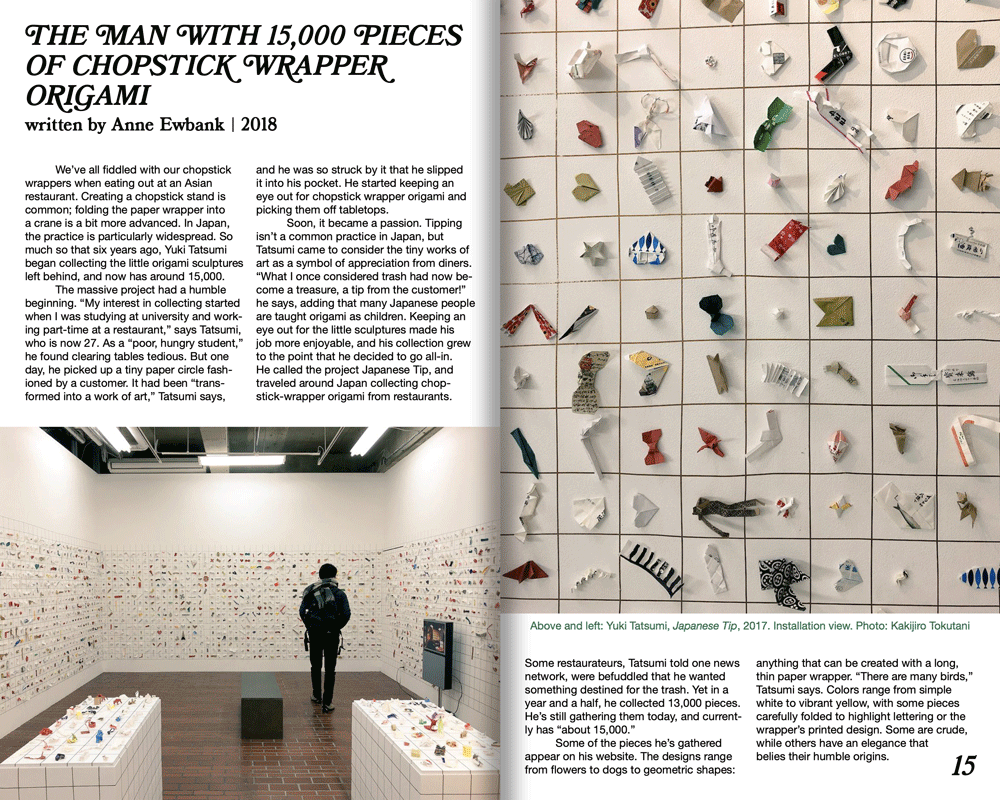 THE MAN WITH 15,000 PIECES
OF CHOPSTICK WRAPPER
ORIGAMI
written by Anne Ewbank | 2018
We've all fiddled with our chopstick
wrappers when eating out at an Asian
restaurant. Creating a chopstick stand is
common; folding the paper wrapper into
a crane is a bit more advanced. In Japan,
the practice is particularly widespread. So
much so that six years ago, Yuki Tatsumi
began collecting the little origami sculptures
left behind, and now has around 15,000.
The massive project had a humble
beginning. “My interest in collecting started
when I was studying at university and work-
ing part-time at a restaurant,” says Tatsumi,
who is now 27. As a “poor, hungry student,”
he found clearing tables tedious. But one
day, he picked up a tiny paper circle fash-
ioned by a customer. It had been “trans-
formed into a work of art,” Tatsumi says,
and he was so struck by it that he slipped
it into his pocket. He started keeping an
eye out for chopstick wrapper origami and
picking them off tabletops.
Soon, it became a passion. Tipping
isn't a common practice in Japan, but
Tatsumi came to consider the tiny works of
art as a symbol of appreciation from diners.
“What I once considered trash had now be-
come a treasure, a tip from the customer!”
he says, adding that many Japanese people
are taught origami as children. Keeping an
eye out for the little sculptures made his
job more enjoyable, and his collection grew
to the point that he decided to go all-in.
He called the project Japanese Tip, and
traveled around Japan collecting chop-
stick-wrapper origami from restaurants.
Above and left: Yuki Tatsumi, Japanese Tip, 2017. Installation view. Photo: Kakijiro Tokutani
Some restaurateurs, Tatsumi told one news
network, were befuddled that he wanted
something destined for the trash. Yet in a
year and a half, he collected 13,000 pieces.
He's still gathering them today, and current-
ly has “about 15,000.”
Some of the pieces he's gathered
appear on his website. The designs range
from flowers to dogs to geometric shapes:
anything that can be created with a long,
thin paper wrapper. “There are many birds,”
Tatsumi says. Colors range from simple
white to vibrant yellow, with some pieces
carefully folded to highlight lettering or the
wrapper's printed design. Some are crude,
while others have an elegance that
belies their humble origins.
15